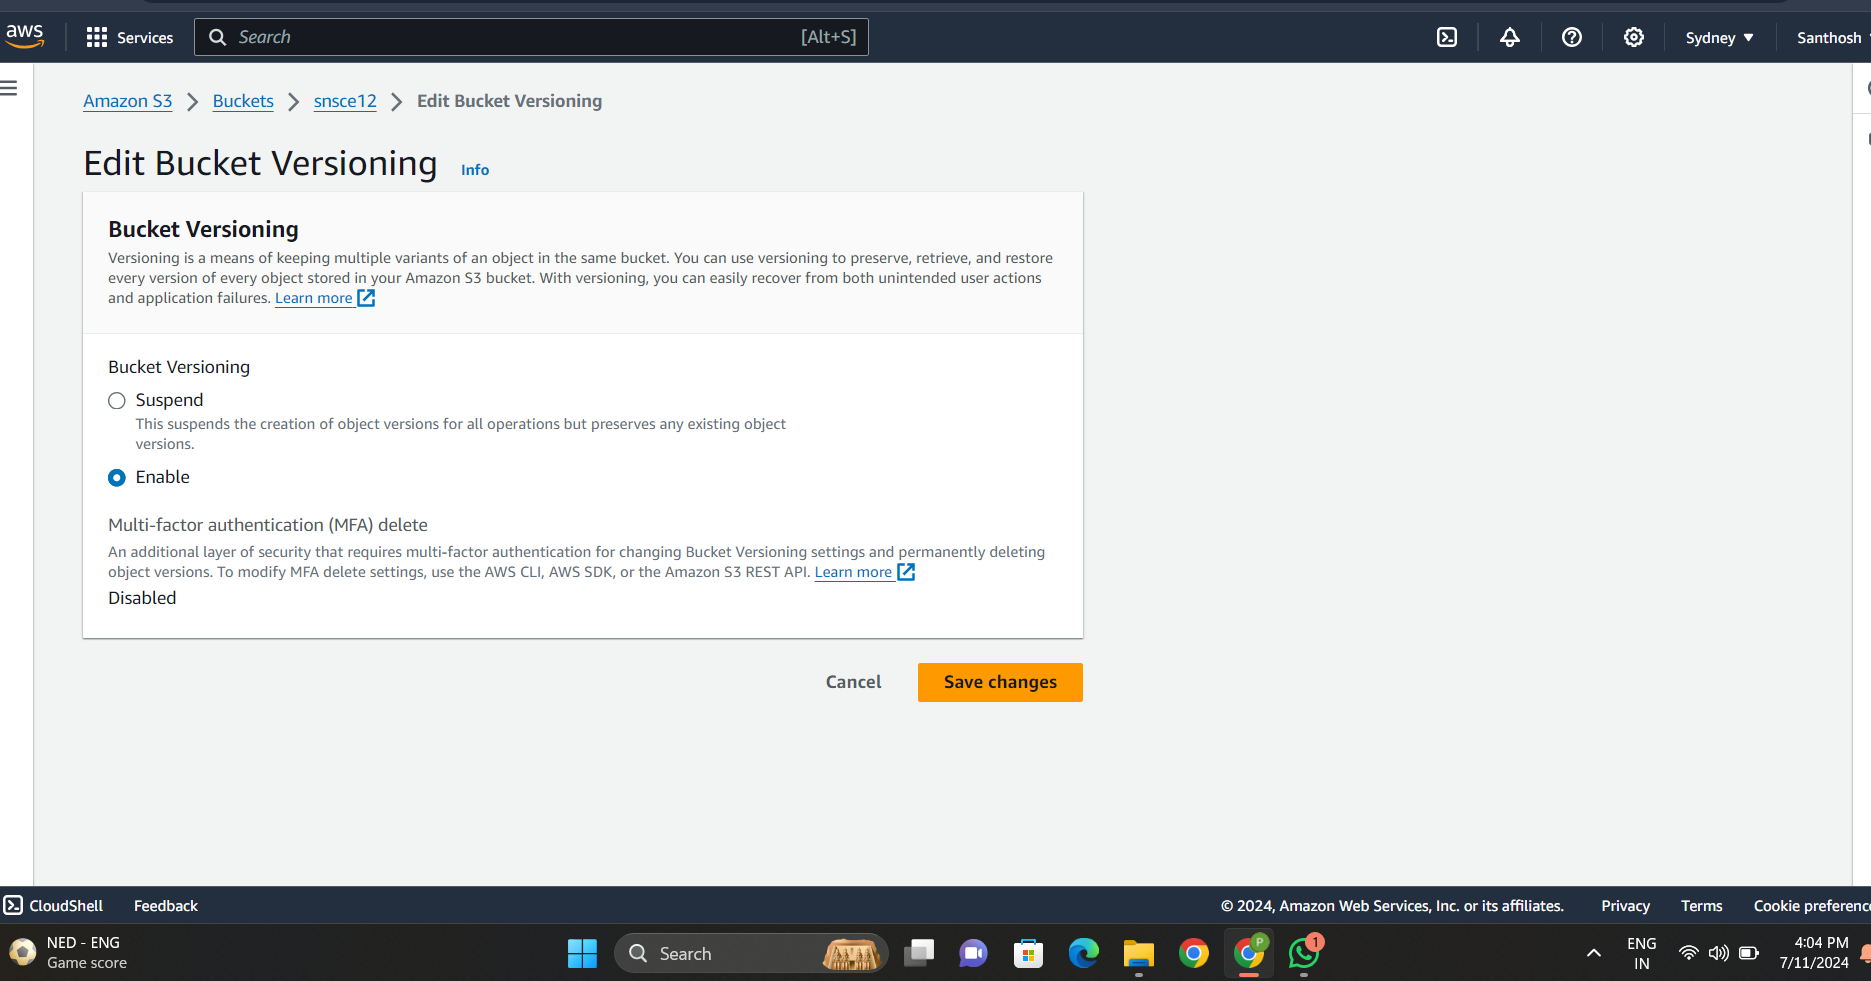 aws
Services
Search
[Alt+S]
Sydney
Santhosh
Amazon S3 > Buckets > snsce12 > Edit Bucket Versioning
Edit Bucket Versioning Info
Bucket Versioning
Versioning is a means of keeping multiple variants of an object in the same bucket. You can use versioning to preserve, retrieve, and restore
every version of every object stored in your Amazon S3 bucket. With versioning, you can easily recover from both unintended user actions
and application failures. Learn more
Bucket Versioning
Suspend
This suspends the creation of object versions for all operations but preserves any existing object
versions.
Enable
Multi-factor authentication (MFA) delete
An additional layer of security that requires multi-factor authentication for changing Bucket Versioning settings and permanently deleting
object versions. To modify MFA delete settings, use the AWS CLI, AWS SDK, or the Amazon S3 REST API. Learn more
Disabled
Cancel
Save changes
CloudShell
Feedback
© 2024, Amazon Web Services, Inc. or its affiliates.
Privacy
Terms
Cookie preferenc
NED - ENG
Game score
Search
P
1
ENG
IN
4:04 PM
7/11/2024